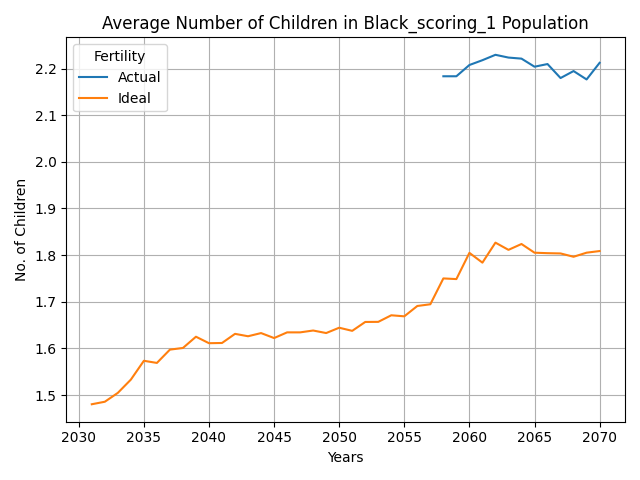 Average Number of Children in Black_scoring_1 Population
Fertility
Actual
Ideal
No. of Children
2.2
2.1
2.0
1.9
1.8
1.7
1.6
1.5
2030 2035 2040 2045 2050 2055 2060 2065 2070
Years